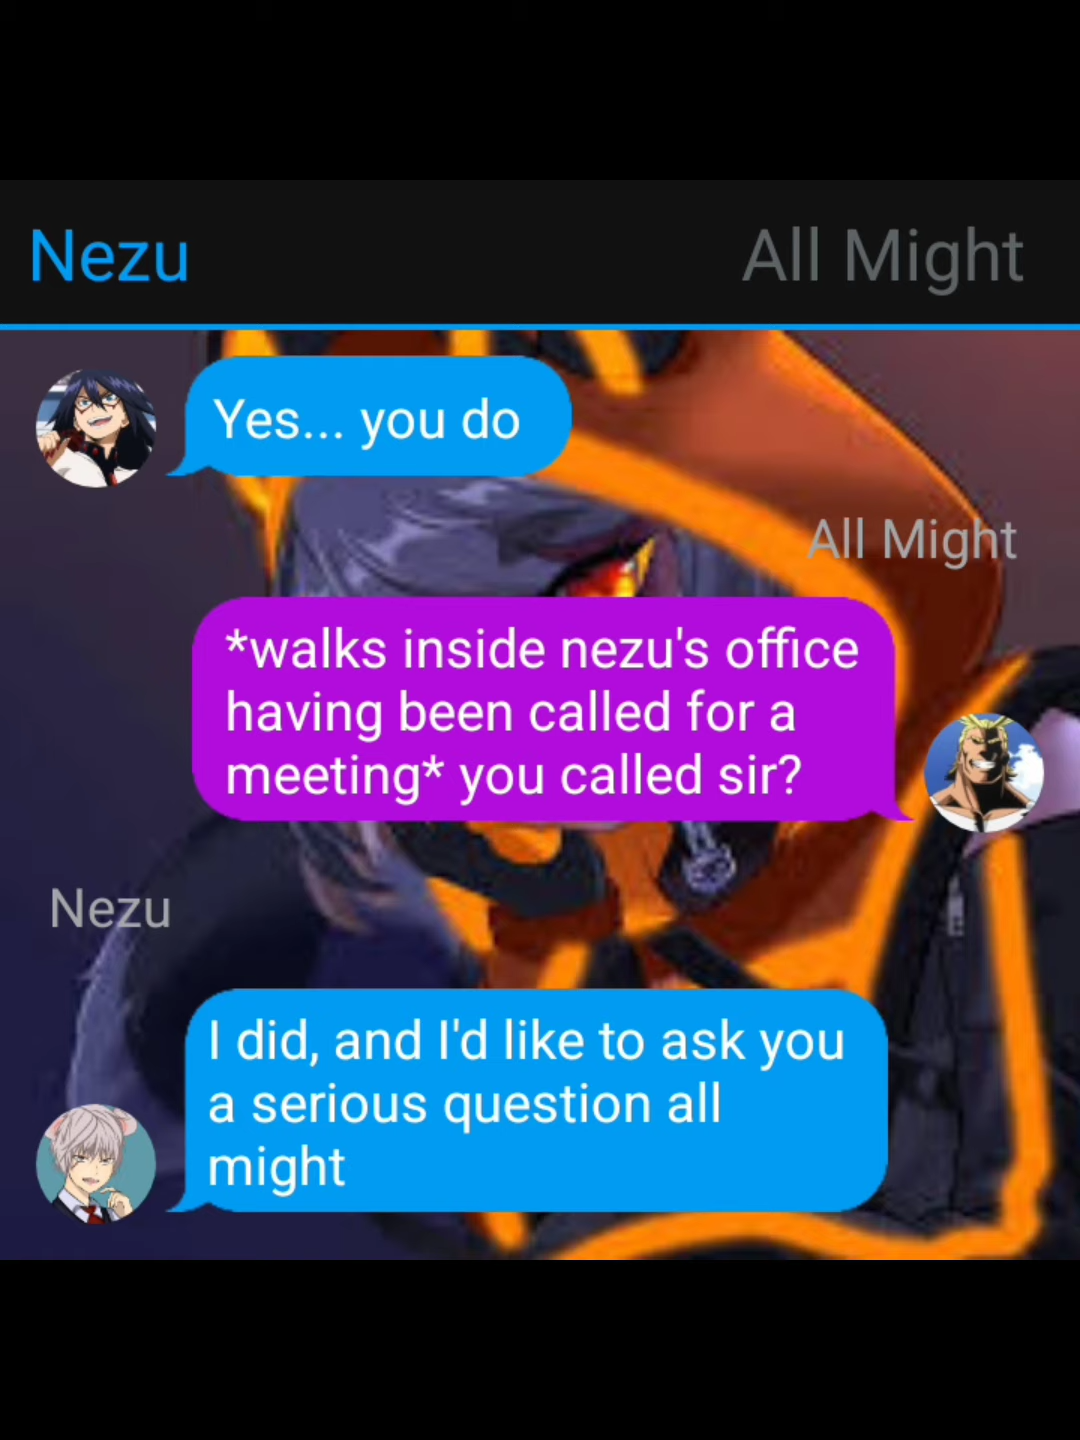 Nezu
All Might
Yes... you do
All Might
*walks inside nezu's office
having been called for a
meeting* you called sir?
Nezu
I did, and I'd like to ask you
a serious question all
might